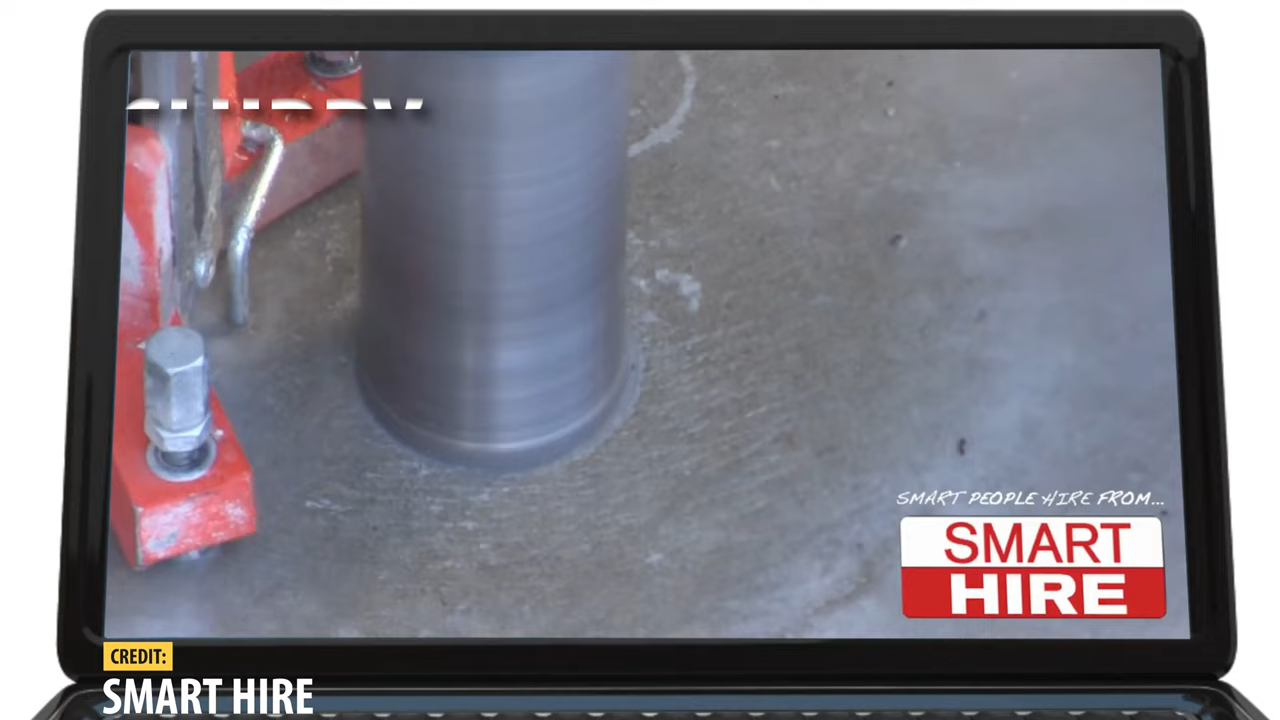 SMART PEOPLE HIRE FROM...
SMART
HIRE
CREDIT:
SMART HIRE